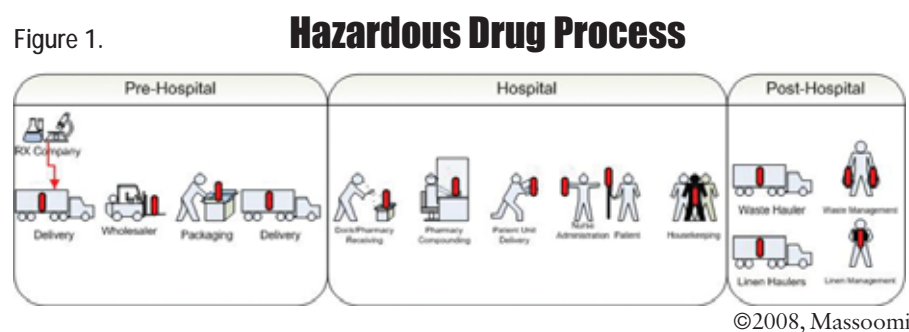 Figure 1.
Hazardous Drug Process
Pre-Hospital
Hospital
Post-Hospital
RX Company
Delivery
Wholesaler
Packaging
Delivery
Dock/Pharmacy
Receiving
Pharmacy
Compounding
Patient Unit
Delivery
Nurse
Administration
Patient
Housekeeping
Waste Hauler
Waste Management
Linen Haulers
Linen Management
©2008, Massoomi